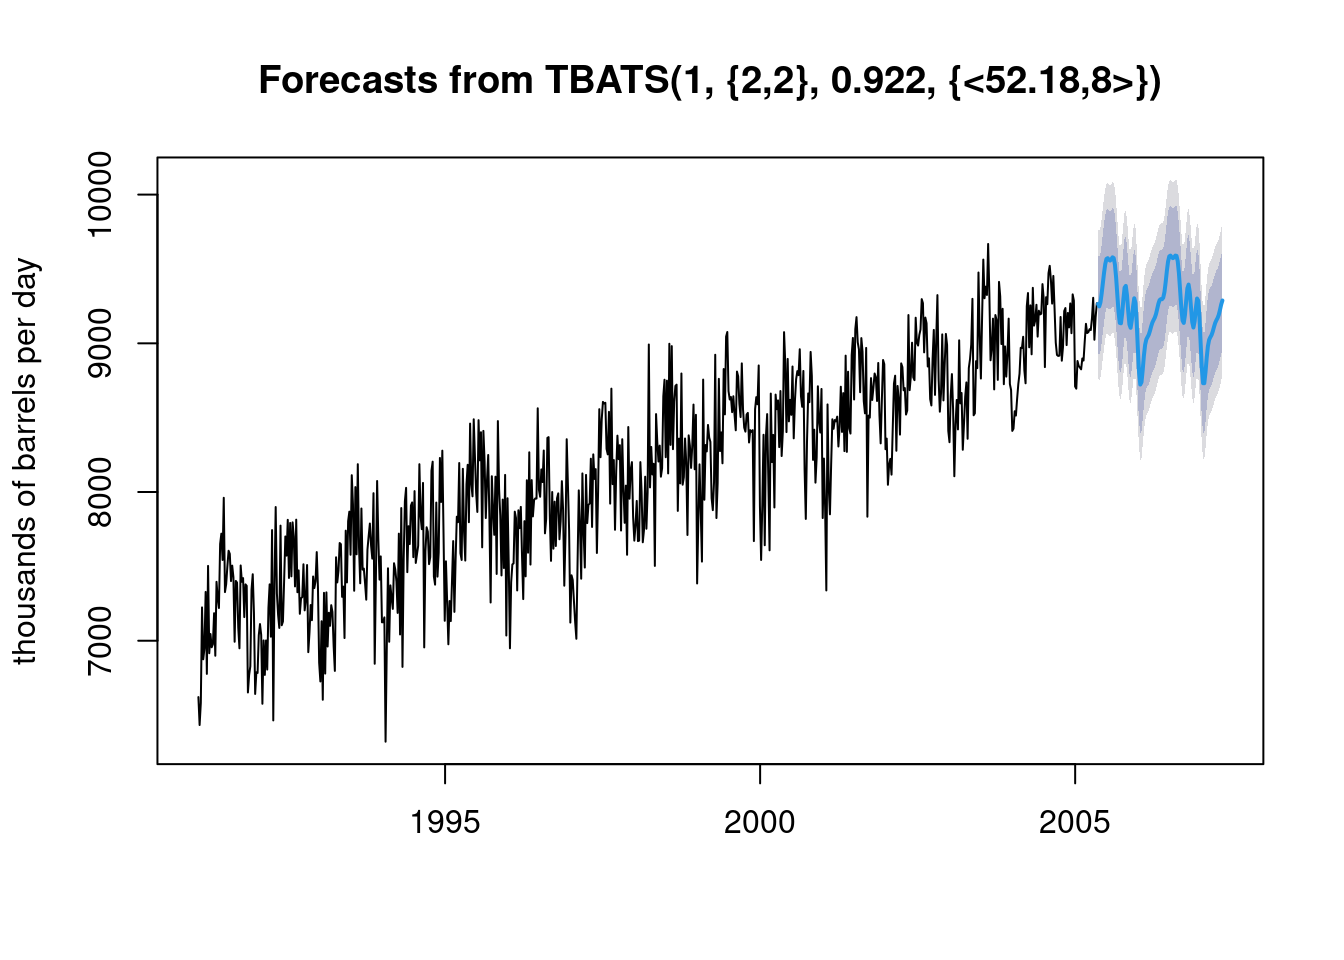 Forecasts from TBATS(1, {2,2}, 0.922, {<52.18,8>})
thousands of barrels per day
10000
9000
8000
7000
1995 2000 2005